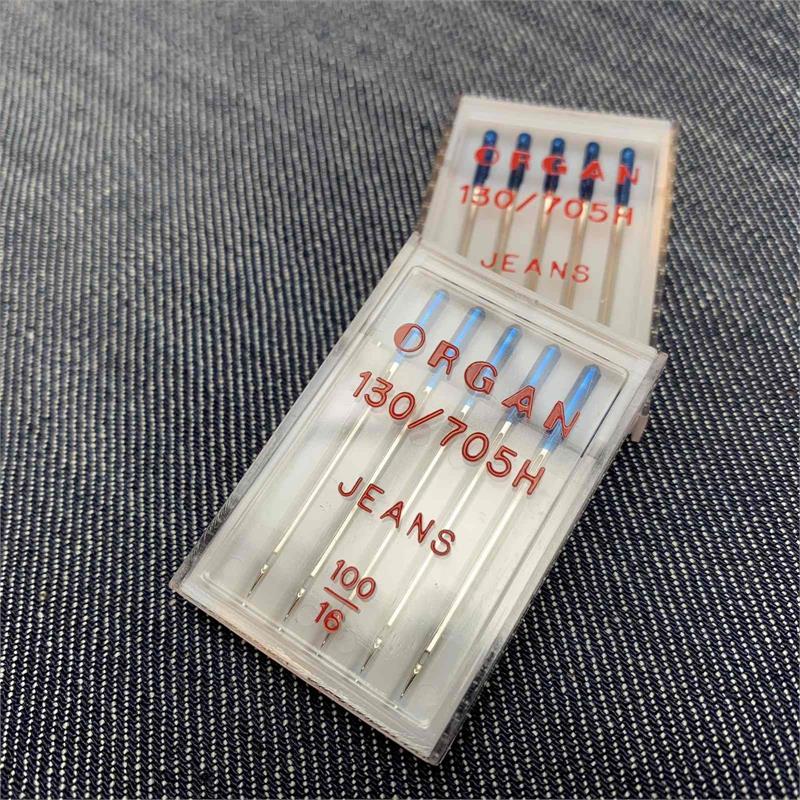 ORGAN
130/705H
JEANS
ORGAN
130/705H
JEANS
100
16